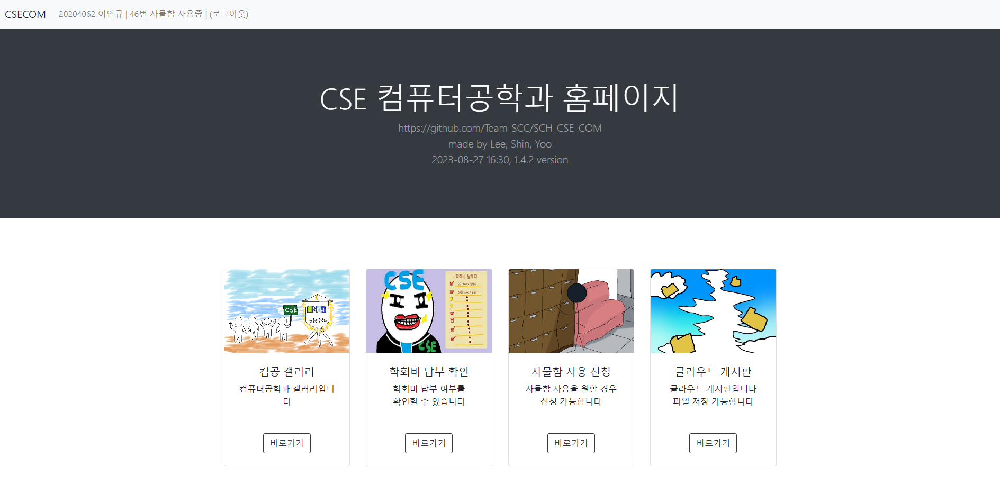 CSECOM 20204062 이인규 | 46번 사물함 사용중 | (로그아웃)
CSE 컴퓨터공학과 홈페이지
https://github.com/Team-SCC/SCH_CSE_COM
made by Lee, Shin, Yoo
2023-08-27 16:30, 1.4.2 version
CSE
SCH
컴퓨터공학과
CSE
학회비 납부자
CSE
컴공 갤러리
컴퓨터공학과 갤러리입니
다
바로가기
학회비 납부 확인
학회비 납부 여부를
확인할 수 있습니다
바로가기
사물함 사용 신청
사물함 사용을 원할 경우
신청 가능합니다
바로가기
클라우드 게시판
클라우드 게시판입니다
파일 저장 가능합니다
바로가기